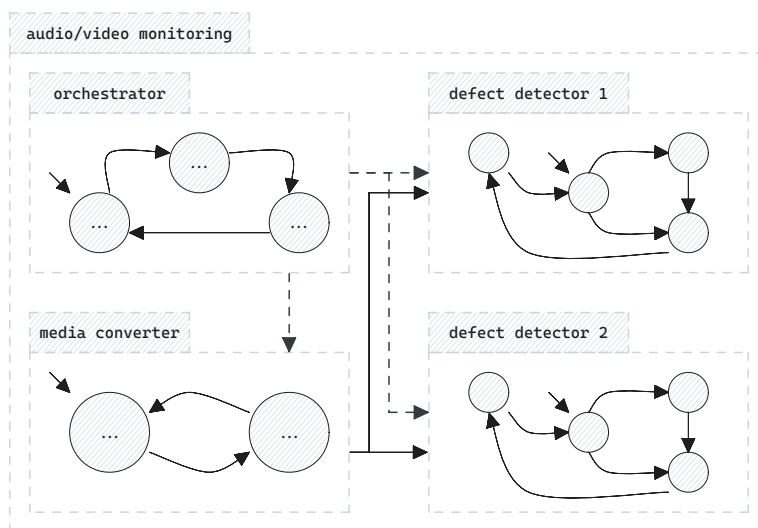 audio/video monitoring
orchestrator
defect detector 1
...
... ...
media converter
defect detector 2
... ...